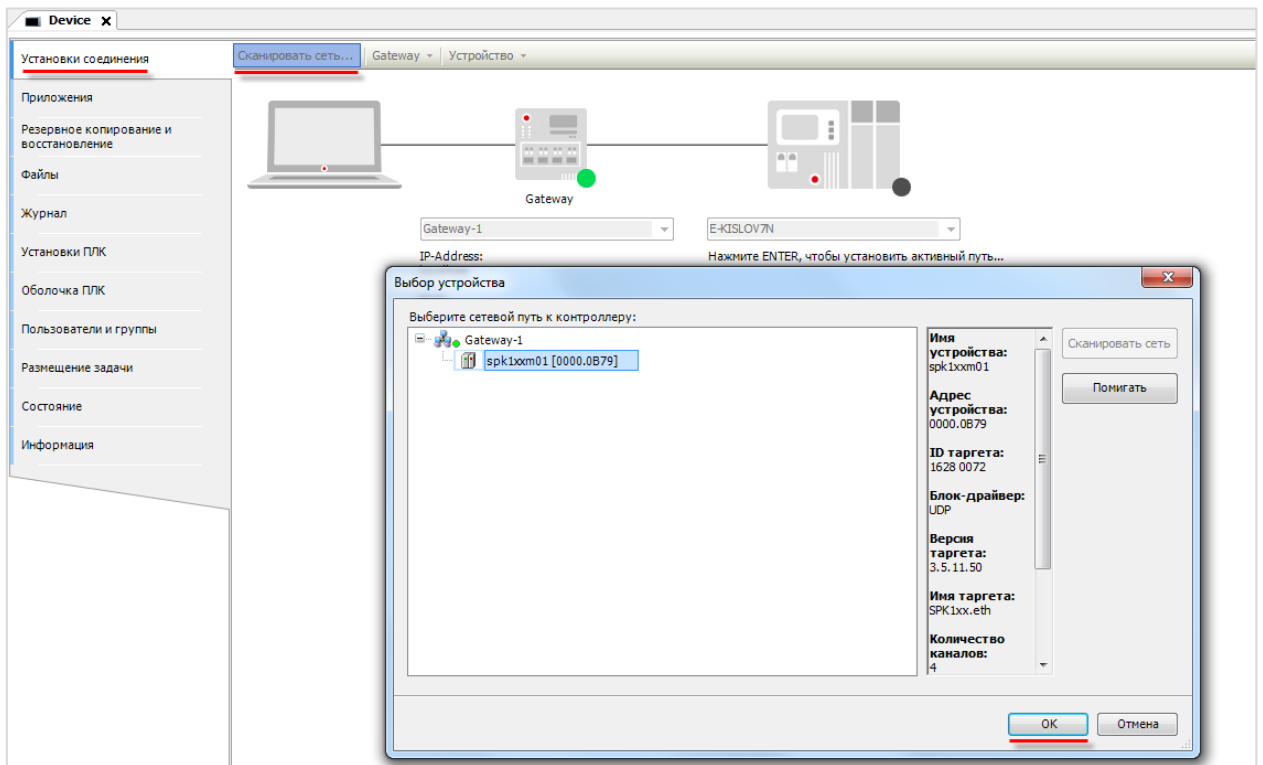 Device
Установки соединения
Сканировать сеть...
Gateway
Устройство
Приложения
Резервное копирование и
восстановление
Файлы
Журнал
Установки ПЛК
Оболочка ПЛК
Пользователи и группы
Размещение задачи
Состояние
Информация
Gateway
Gateway-1
E-KISLOV7N
IP-Address:
Нажмите ENTER, чтобы установить активный путь...
Выбор устройства
Выберите сетевой путь к контроллеру:
Gateway-1
spk1xxm01 [0000.0B79]
Имя
устройства:
spk1xxm01
Адрес
устройства:
0000.0B79
ID таргета:
1628 0072
Блок-драйвер:
UDP
Версия
таргета:
3.5.11.50
Имя таргета:
SPK1xx.eth
Количество
каналов:
4
Сканировать сеть
Помигать
OK
Отмена